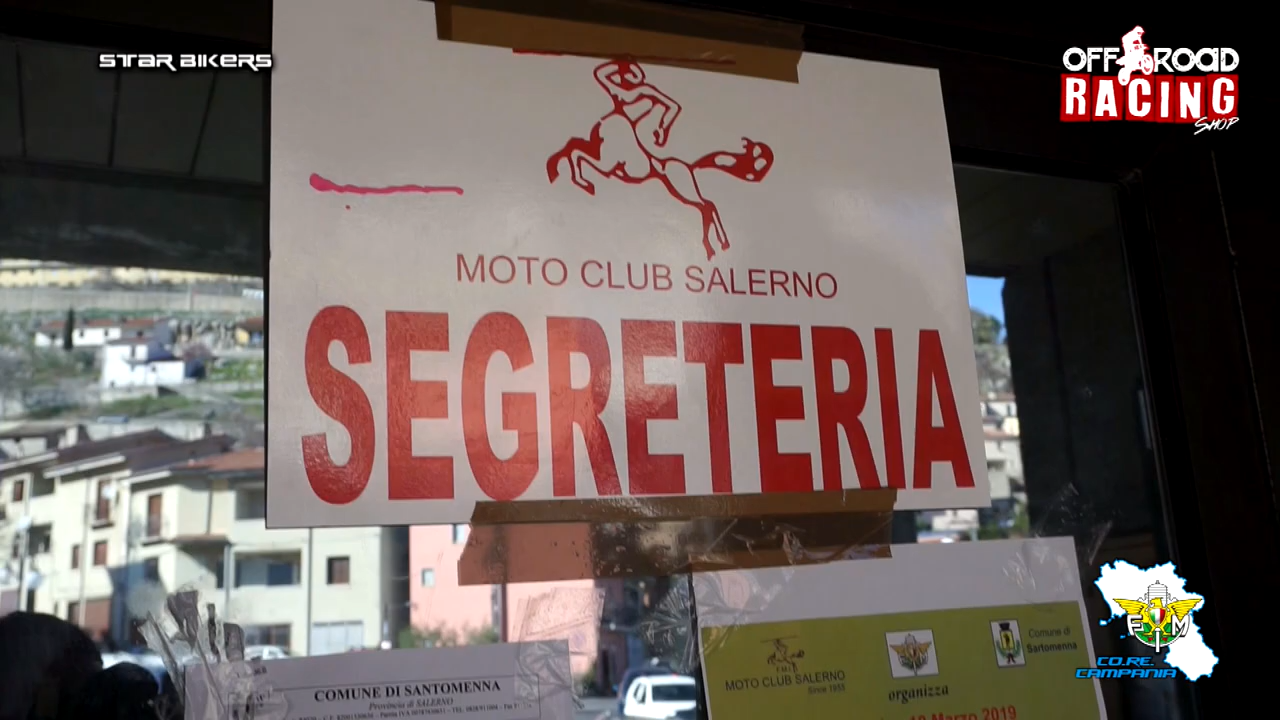 STAR BIKERS
OFF ROAD
RACING
SHOP
MOTO CLUB SALERNO
SEGRETERIA
COMUNE DI SANTOMENNA
Provincia di SALERNO
MOTO CLUB SALERNO
Since 1955
organizza
Comune di
Santomenna
Marzo 2019
FMI
CO.RE.
CAMPANIA